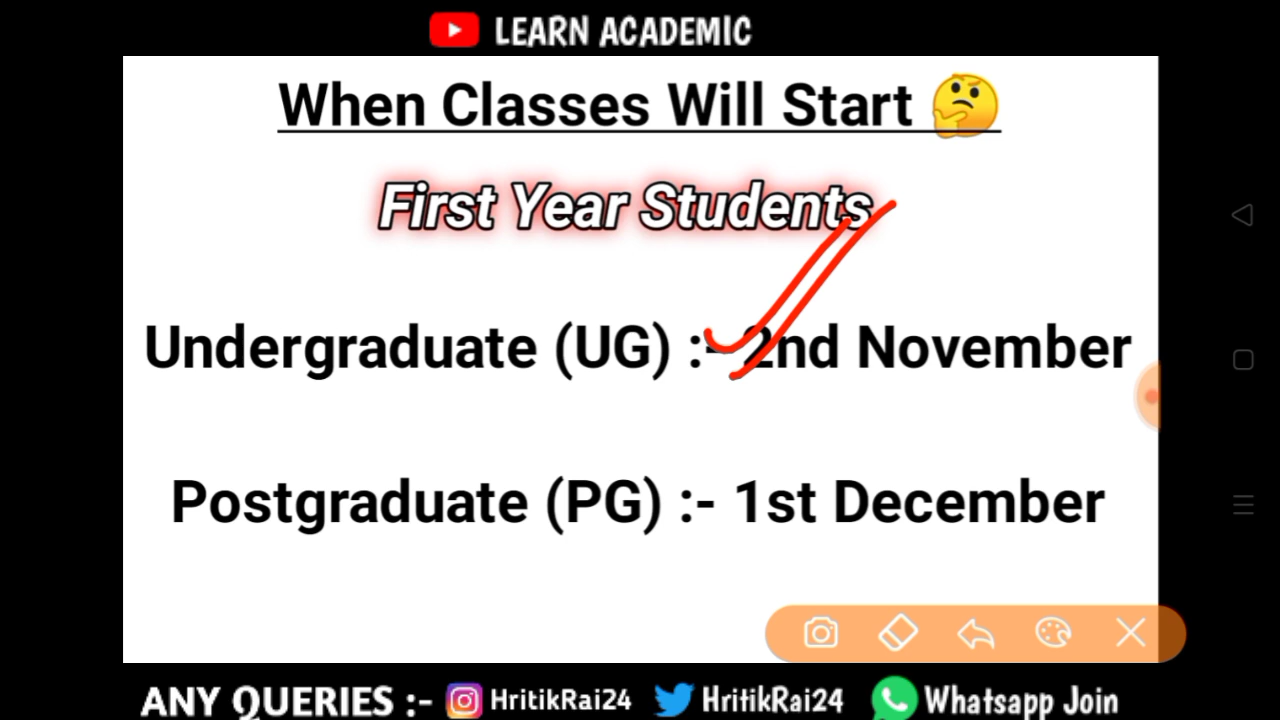 LEARN ACADEMIC
When Classes Will Start 🤔
First Year Students
Undergraduate (UG) :- 2nd November
Postgraduate (PG) :- 1st December
ANY QUERIES :- HritikRai24 HritikRai24 Whatsapp Join